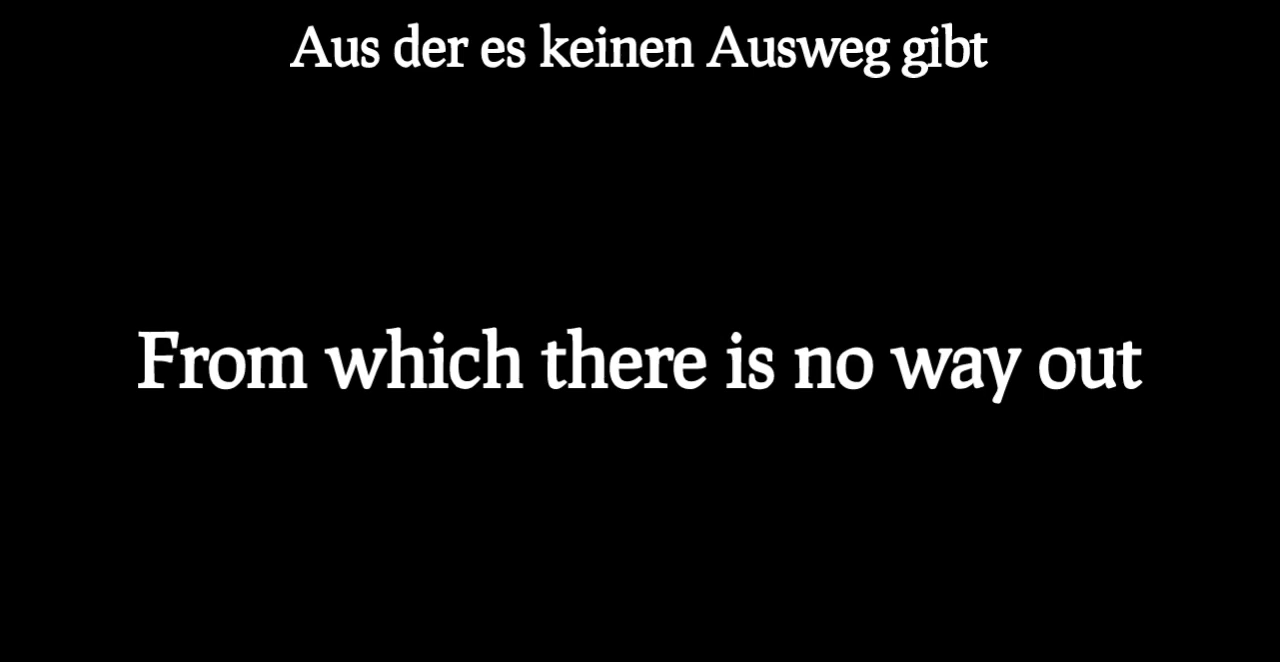 Aus der es keinen Ausweg gibt
From which there is no way out